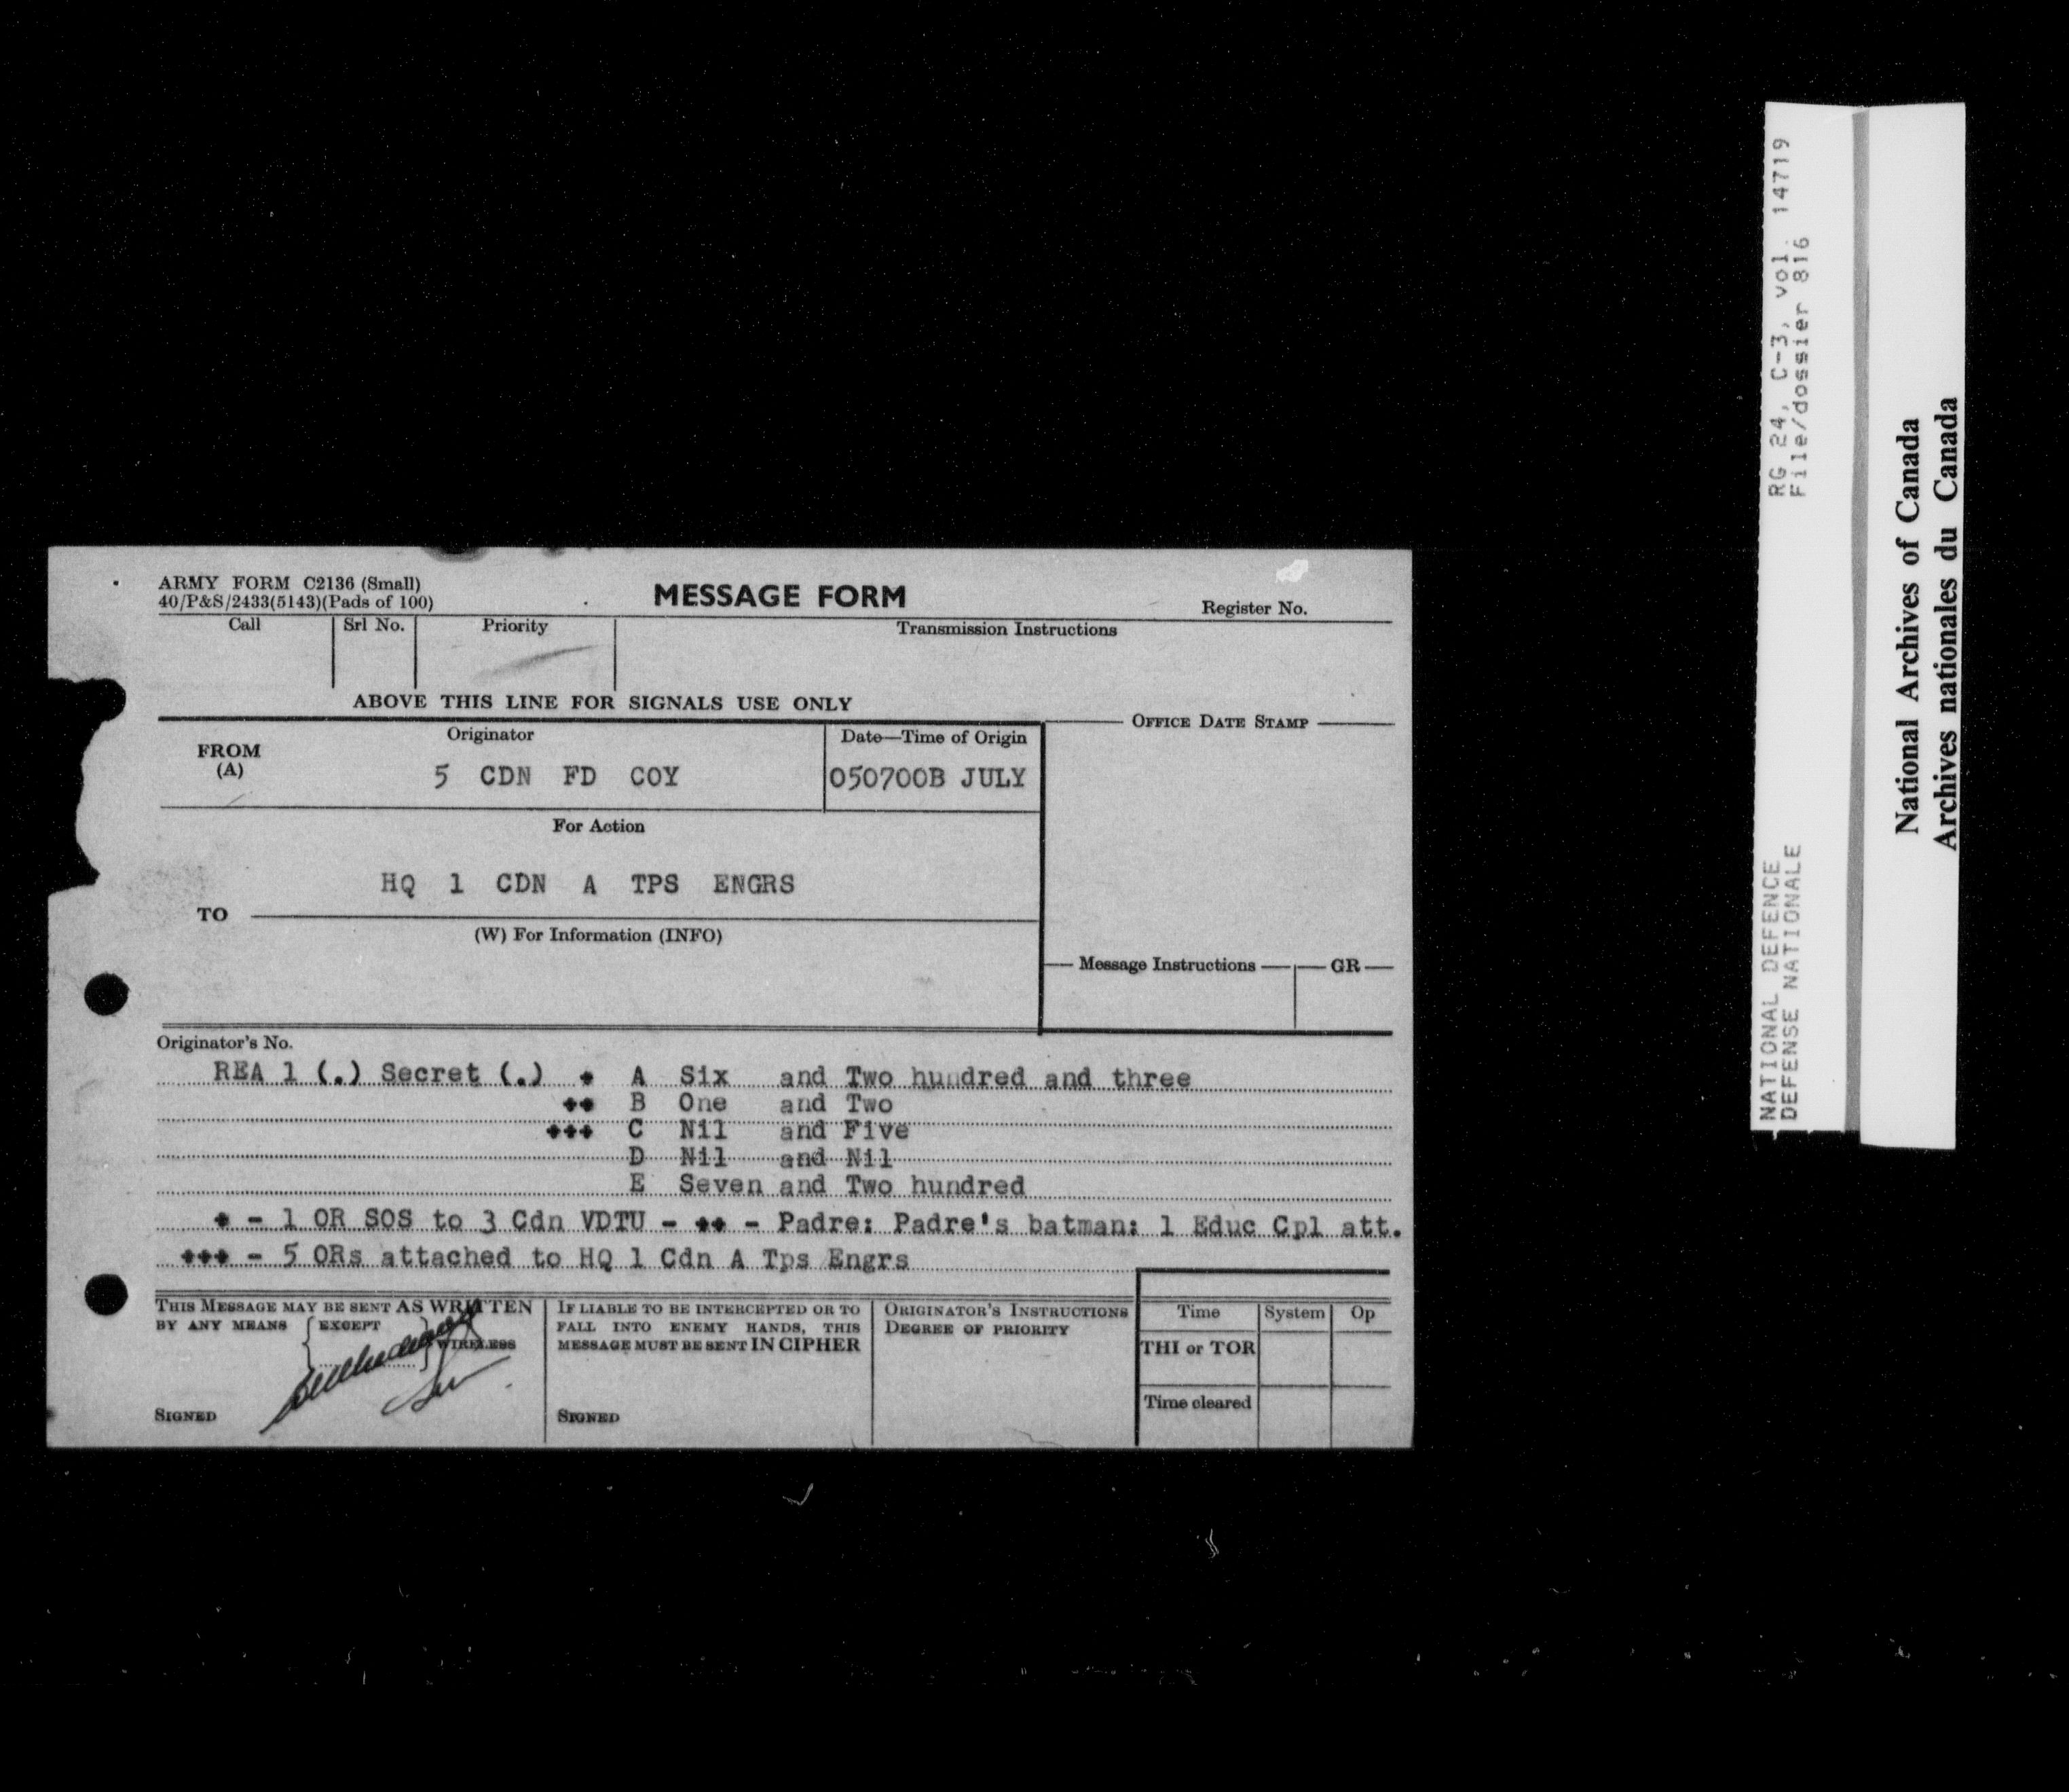 ARMY FORM C2136 (Small)
40/P&S/2433(5143)(Pads of 100)
MESSAGE FORM
Register No.
Call
Srl No.
Priority
Transmission Instructions
ABOVE THIS LINE FOR SIGNALS USE ONLY
FROM
(A)
Originator
5 CDN FD COY
Date—Time of Origin
050700B JULY
OFFICE DATE STAMP
For Action
HQ 1 CDN A TPS ENGRS
TO
(W) For Information (INFO)
Message Instructions
GR
Originator's No.
REA 1 (.) Secret (.) * A Six and Two hundred and three
** B One and Two
*** C Nil and Five
D Nil and Nil
E Seven and Two hundred
* - 1 OR SOS to 3 Cdn VDTU - ** - Padre: Padre's batman: 1 Educ Cpl att.
*** - 5 ORs attached to HQ 1 Cdn A Tps Engrs
THIS MESSAGE MAY BE SENT AS WRITTEN
BY ANY MEANS { EXCEPT } WIRELESS
SIGNED
IF LIABLE TO BE INTERCEPTED OR TO
FALL INTO ENEMY HANDS, THIS
MESSAGE MUST BE SENT IN CIPHER
SIGNED
ORIGINATOR'S INSTRUCTIONS
DEGREE OF PRIORITY
Time
System
Op
THI or TOR
Time cleared
NATIONAL DEFENCE RG 24, C-3, vol. 14719
DEFENSE NATIONALE File/dossier 816
National Archives of Canada
Archives nationales du Canada